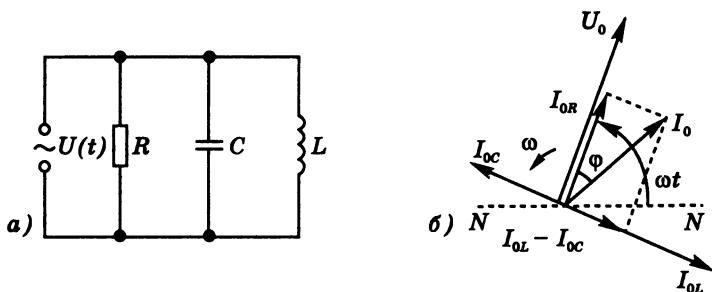 ~U(t) R C L
а)
U₀
I₀R I₀
I₀C ω φ ωt
N N
б) I₀L – I₀C
I₀L